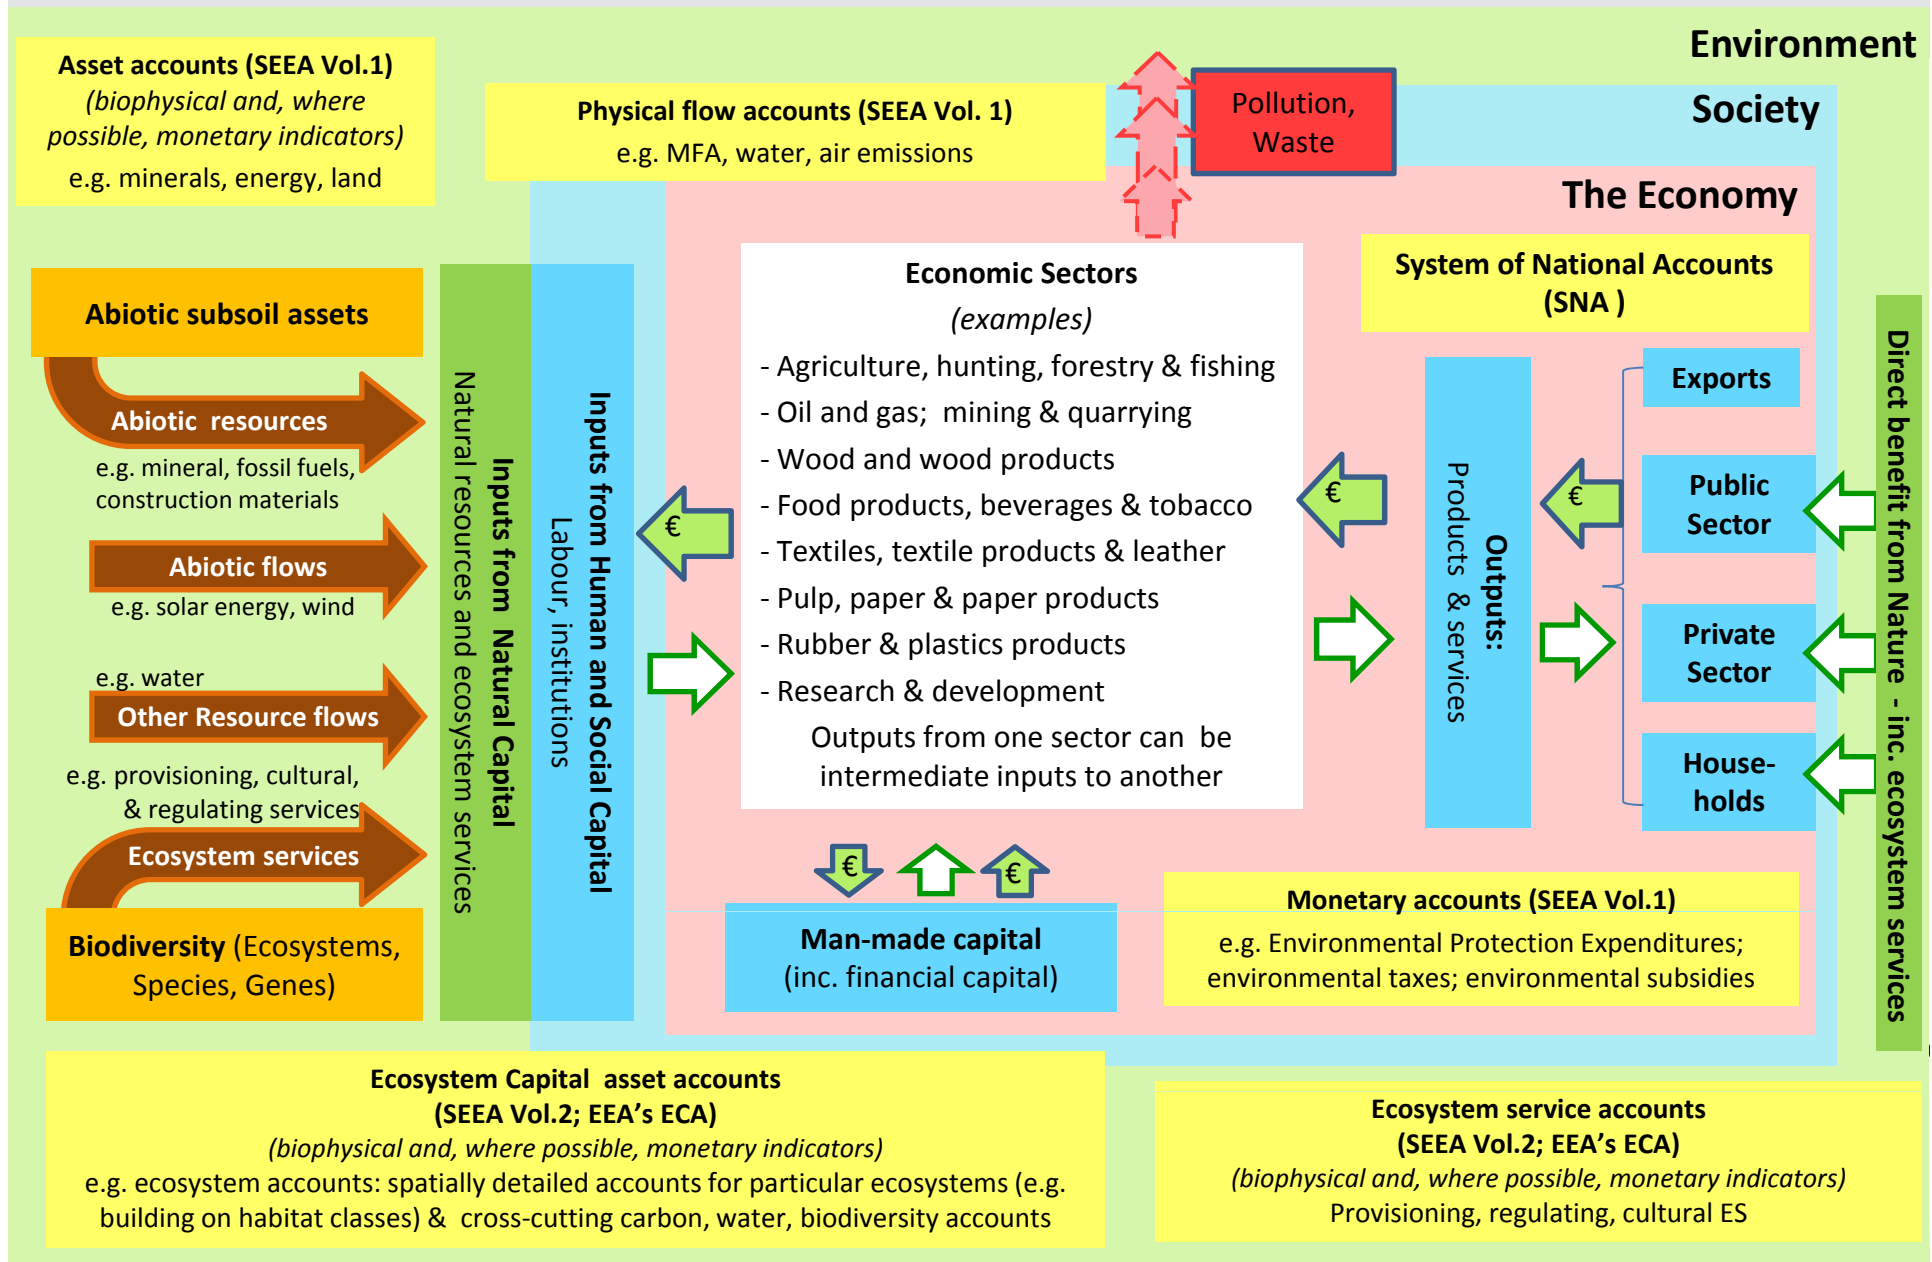 Environment
Society
The Economy
Asset accounts (SEEA Vol.1)
(biophysical and, where
possible, monetary indicators)
e.g. minerals, energy, land
Physical flow accounts (SEEA Vol. 1)
e.g. MFA, water, air emissions
Pollution,
Waste
System of National Accounts
(SNA )
Abiotic subsoil assets
Abiotic resources
e.g. mineral, fossil fuels,
construction materials
Abiotic flows
e.g. solar energy, wind
e.g. water
Other Resource flows
e.g. provisioning, cultural,
& regulating services
Ecosystem services
Biodiversity (Ecosystems,
Species, Genes)
Inputs from Natural Capital
Natural resources and ecosystem services
Inputs from Human and Social Capital
Labour, institutions
€
Economic Sectors
(examples)
- Agriculture, hunting, forestry & fishing
- Oil and gas; mining & quarrying
- Wood and wood products
- Food products, beverages & tobacco
- Textiles, textile products & leather
- Pulp, paper & paper products
- Rubber & plastics products
- Research & development
Outputs from one sector can be
intermediate inputs to another
€
Outputs:
Products & services
€
Exports
Public
Sector
Private
Sector
House-
holds
Direct benefit from Nature - inc. ecosystem services
€
€
Man-made capital
(inc. financial capital)
Monetary accounts (SEEA Vol.1)
e.g. Environmental Protection Expenditures;
environmental taxes; environmental subsidies
Ecosystem Capital asset accounts
(SEEA Vol.2; EEA’s ECA)
(biophysical and, where possible, monetary indicators)
e.g. ecosystem accounts: spatially detailed accounts for particular ecosystems (e.g.
building on habitat classes) & cross-cutting carbon, water, biodiversity accounts
Ecosystem service accounts
(SEEA Vol.2; EEA’s ECA)
(biophysical and, where possible, monetary indicators)
Provisioning, regulating, cultural ES